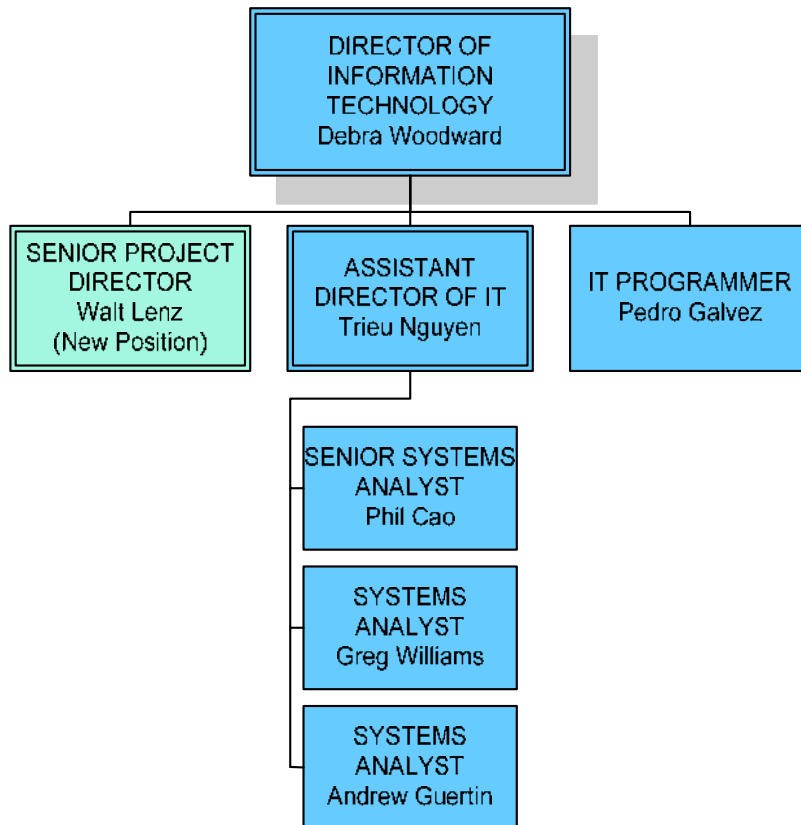 DIRECTOR OF
INFORMATION
TECHNOLOGY
Debra Woodward
SENIOR PROJECT
DIRECTOR
Walt Lenz
(New Position)
ASSISTANT
DIRECTOR OF IT
Trieu Nguyen
IT PROGRAMMER
Pedro Galvez
SENIOR SYSTEMS
ANALYST
Phil Cao
SYSTEMS
ANALYST
Greg Williams
SYSTEMS
ANALYST
Andrew Guertin